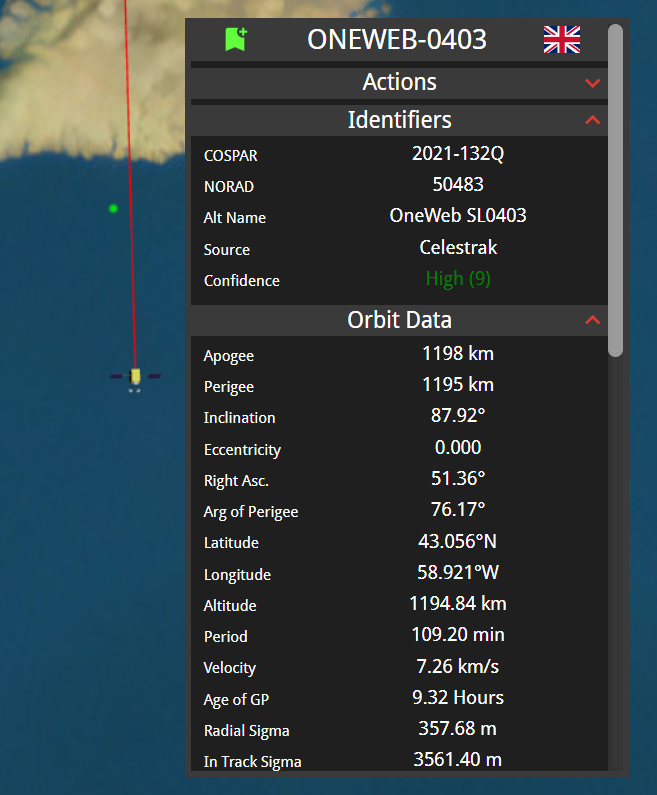 ONEWEB-0403
Actions
Identifiers
COSPAR 2021-132Q
NORAD 50483
Alt Name OneWeb SL0403
Source Celestrak
Confidence High (9)
Orbit Data
Apogee 1198 km
Perigee 1195 km
Inclination 87.92°
Eccentricity 0.000
Right Asc. 51.36°
Arg of Perigee 76.17°
Latitude 43.056°N
Longitude 58.921°W
Altitude 1194.84 km
Period 109.20 min
Velocity 7.26 km/s
Age of GP 9.32 Hours
Radial Sigma 357.68 m
In Track Sigma 3561.40 m